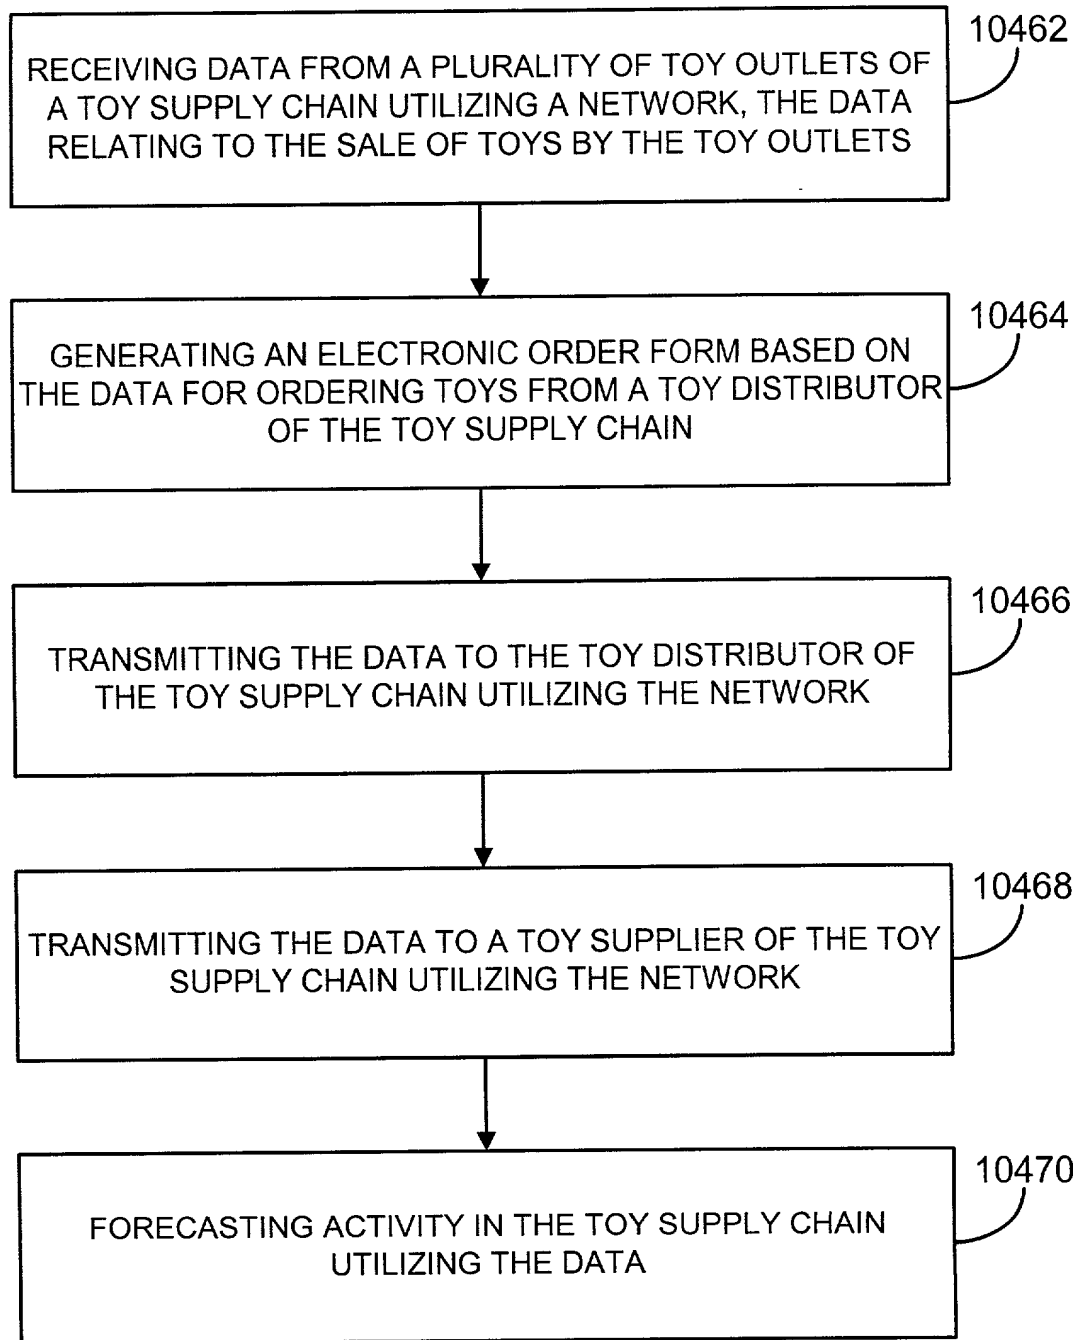 10462
RECEIVING DATA FROM A PLURALITY OF TOY OUTLETS OF
A TOY SUPPLY CHAIN UTILIZING A NETWORK, THE DATA
RELATING TO THE SALE OF TOYS BY THE TOY OUTLETS
10464
GENERATING AN ELECTRONIC ORDER FORM BASED ON
THE DATA FOR ORDERING TOYS FROM A TOY DISTRIBUTOR
OF THE TOY SUPPLY CHAIN
10466
TRANSMITTING THE DATA TO THE TOY DISTRIBUTOR OF
THE TOY SUPPLY CHAIN UTILIZING THE NETWORK
10468
TRANSMITTING THE DATA TO A TOY SUPPLIER OF THE TOY
SUPPLY CHAIN UTILIZING THE NETWORK
10470
FORECASTING ACTIVITY IN THE TOY SUPPLY CHAIN
UTILIZING THE DATA